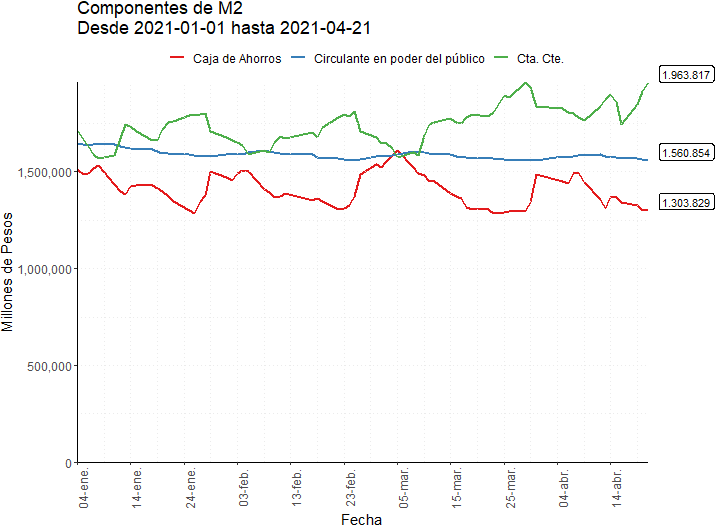 Componentes de M2
Desde 2021-01-01 hasta 2021-04-21
Caja de Ahorros Circulante en poder del público Cta. Cte.
1.963.817
1.560.854
1.303.829
1,500,000
1,000,000
500,000
0
Millones de Pesos
04-ene.
14-ene.
24-ene.
03-feb.
13-feb.
23-feb.
05-mar.
15-mar.
25-mar.
04-abr.
14-abr.
Fecha